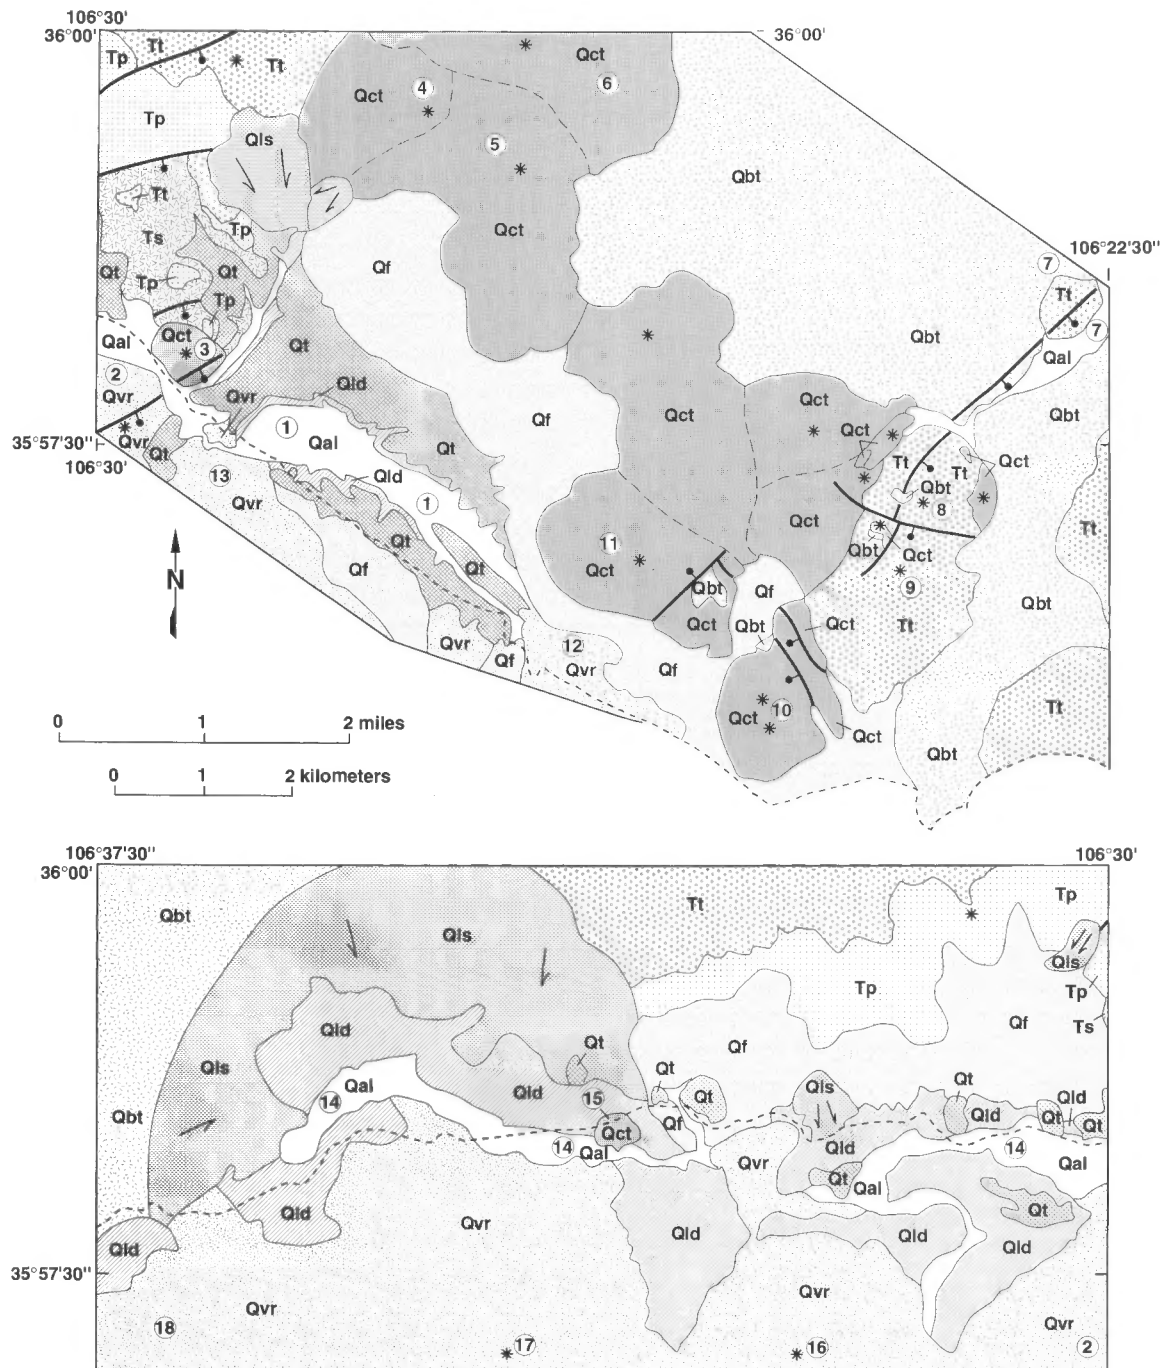 106°30'
36°00'
36°00'
Tt
Tp
Tt
Qct
4
Qct
6
Tp
Qls
5
Qbt
Tt
Qct
Ts
Tp
Qf
106°22'30"
Qt
Tp
Qt
7
Tt
Tp
Qct
3
7
Qal
Qt
Qbt
Qal
2
Qvr
Qld
Qct
Qbt
Qvr
Qct
Qct
Qf
1
Qal
35°57'30"
Qvr
Qt
Qt
Tt
Tt
Qct
106°30'
13
Qvr
Qld
1
Qbt
8
Qct
Tt
11
Qt
Qbt
Qct
Qct
Qf
Qt
9
N
Qbt
Qf
Qbt
Qct
Qbt
Qct
Tt
Qvr
Qf
12
Qvr
Qf
0
1
2 miles
Qct
10
Qct
Tt
Qbt
0
1
2 kilometers
106°37'30"
106°30'
36°00'
Tt
Tp
Qbt
Qls
Qls
Tp
Tp
Qld
Qf
Ts
Qt
Qf
Qls
Qal
Qt
Qls
Qt
Qld
Qld
15
Qt
Qld
Qt
Qbt
14
Qct
Qf
Qt
14
Qal
Qld
14
Qvr
Qal
Qt
Qal
Qld
Qvr
Qt
Qld
Qld
Qld
Qld
35°57'30"
Qvr
Qvr
Qvr
18
17
16
2